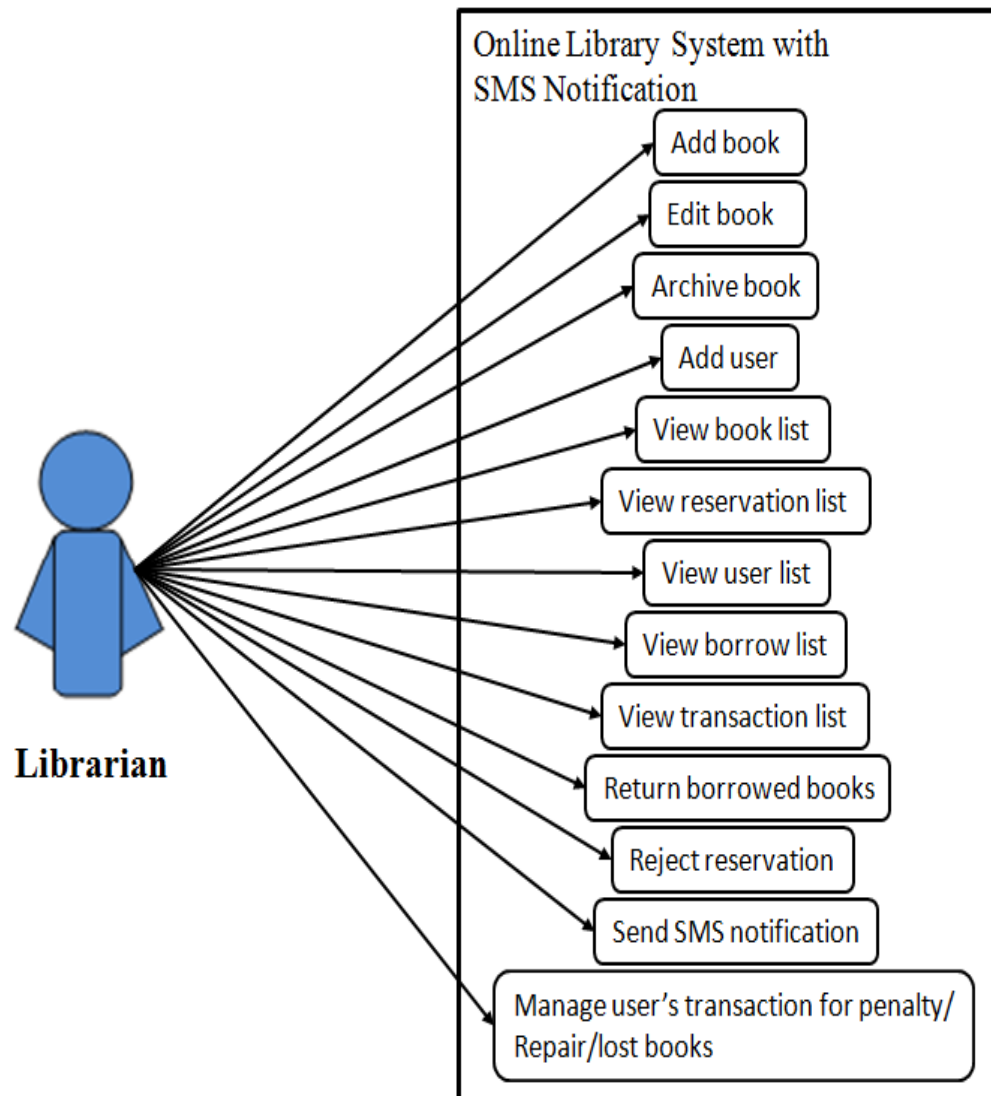 Online Library System with
SMS Notification
Add book
Edit book
Archive book
Add user
View book list
View reservation list
View user list
View borrow list
View transaction list
Return borrowed books
Reject reservation
Send SMS notification
Manage user’s transaction for penalty/
Repair/lost books
Librarian